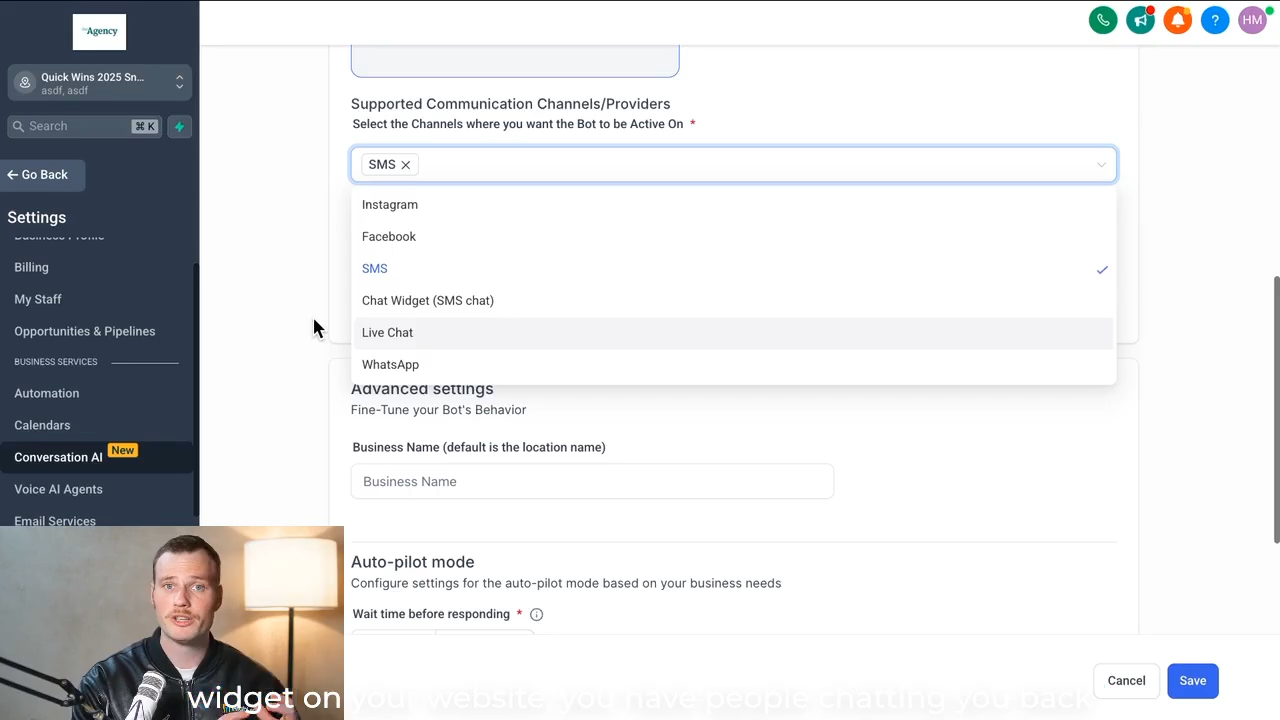 Agency
HM
Quick Wins 2025 Sn...
asdf, asdf
Search
⌘ K
Go Back
Settings
Business Profile
Billing
My Staff
Opportunities & Pipelines
BUSINESS SERVICES
Automation
Calendars
Conversation AI New
Voice AI Agents
Email Services
Supported Communication Channels/Providers
Select the Channels where you want the Bot to be Active On *
SMS
Instagram
Facebook
SMS
Chat Widget (SMS chat)
Live Chat
WhatsApp
Advanced settings
Fine-Tune your Bot's Behavior
Business Name (default is the location name)
Business Name
Auto-pilot mode
Configure settings for the auto-pilot mode based on your business needs
Wait time before responding *
Cancel
Save
widget on your website, you have people chatting you back